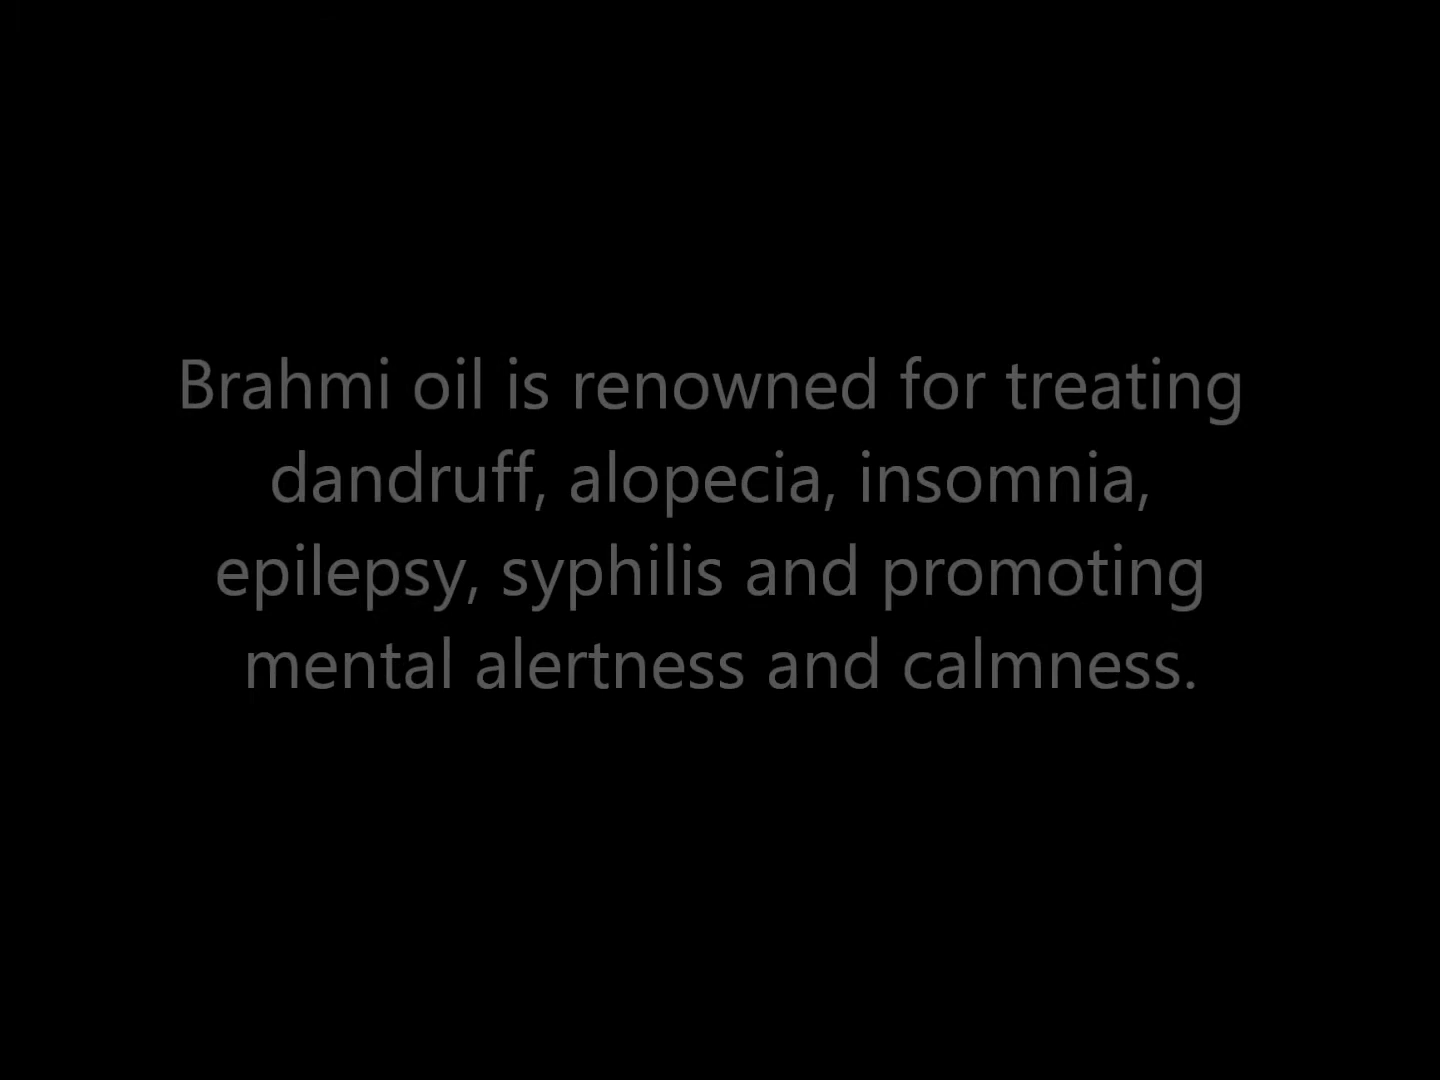 Brahmi oil is renowned for treating
dandruff, alopecia, insomnia,
epilepsy, syphilis and promoting
mental alertness and calmness.